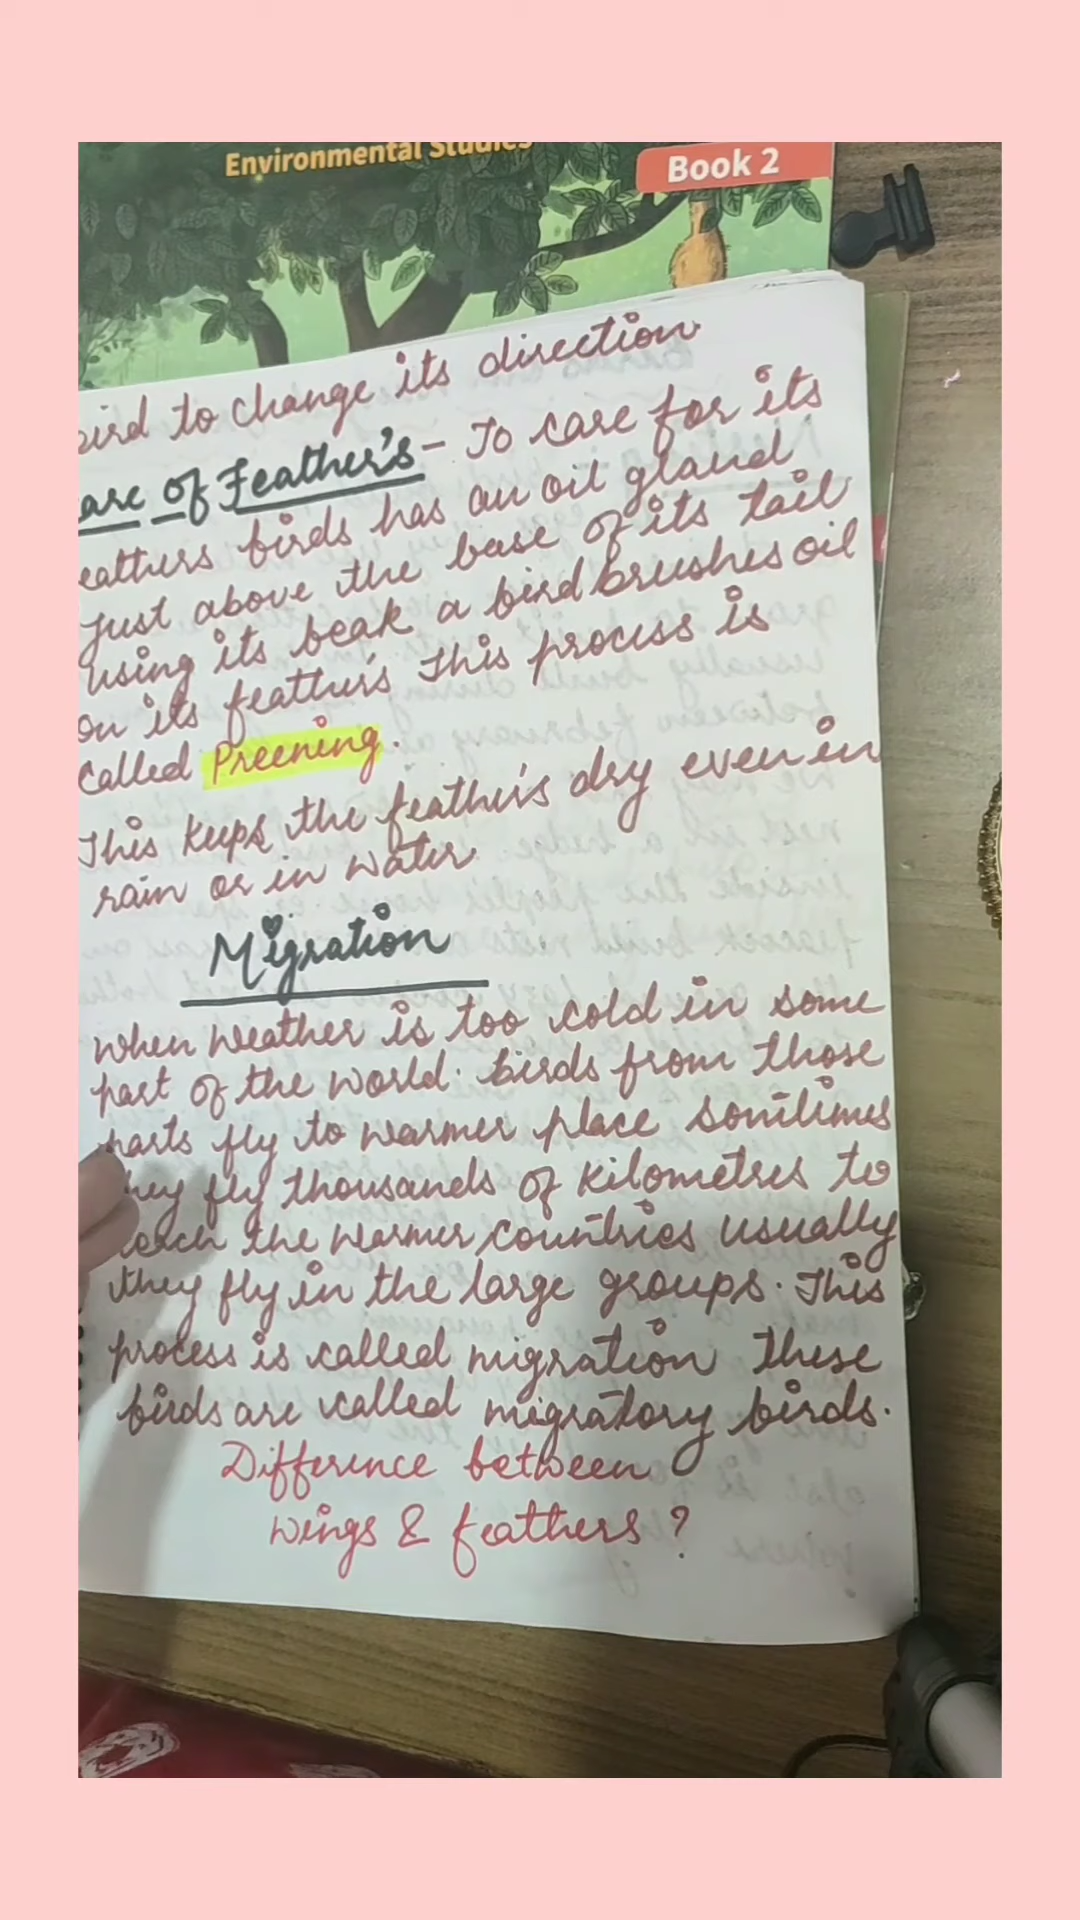 Environmental Studies
Book 2
bird to change its direction
Care of Feather's - To care for its
feathers birds has an oil gland
just above the base of its tail
using its beak a bird brushes oil
on its feather's This process is
called Preening.
This keeps the feather's dry even in
rain or in water
Migration
When weather is too cold in some
part of the world. birds from those
parts fly to warmer place somtimes
they fly thousands of kilometres to
reach the warmer countries usually
they fly in the large groups. This
process is called migration These
birds are called migratory birds.
Difference between
wings & feathers ?